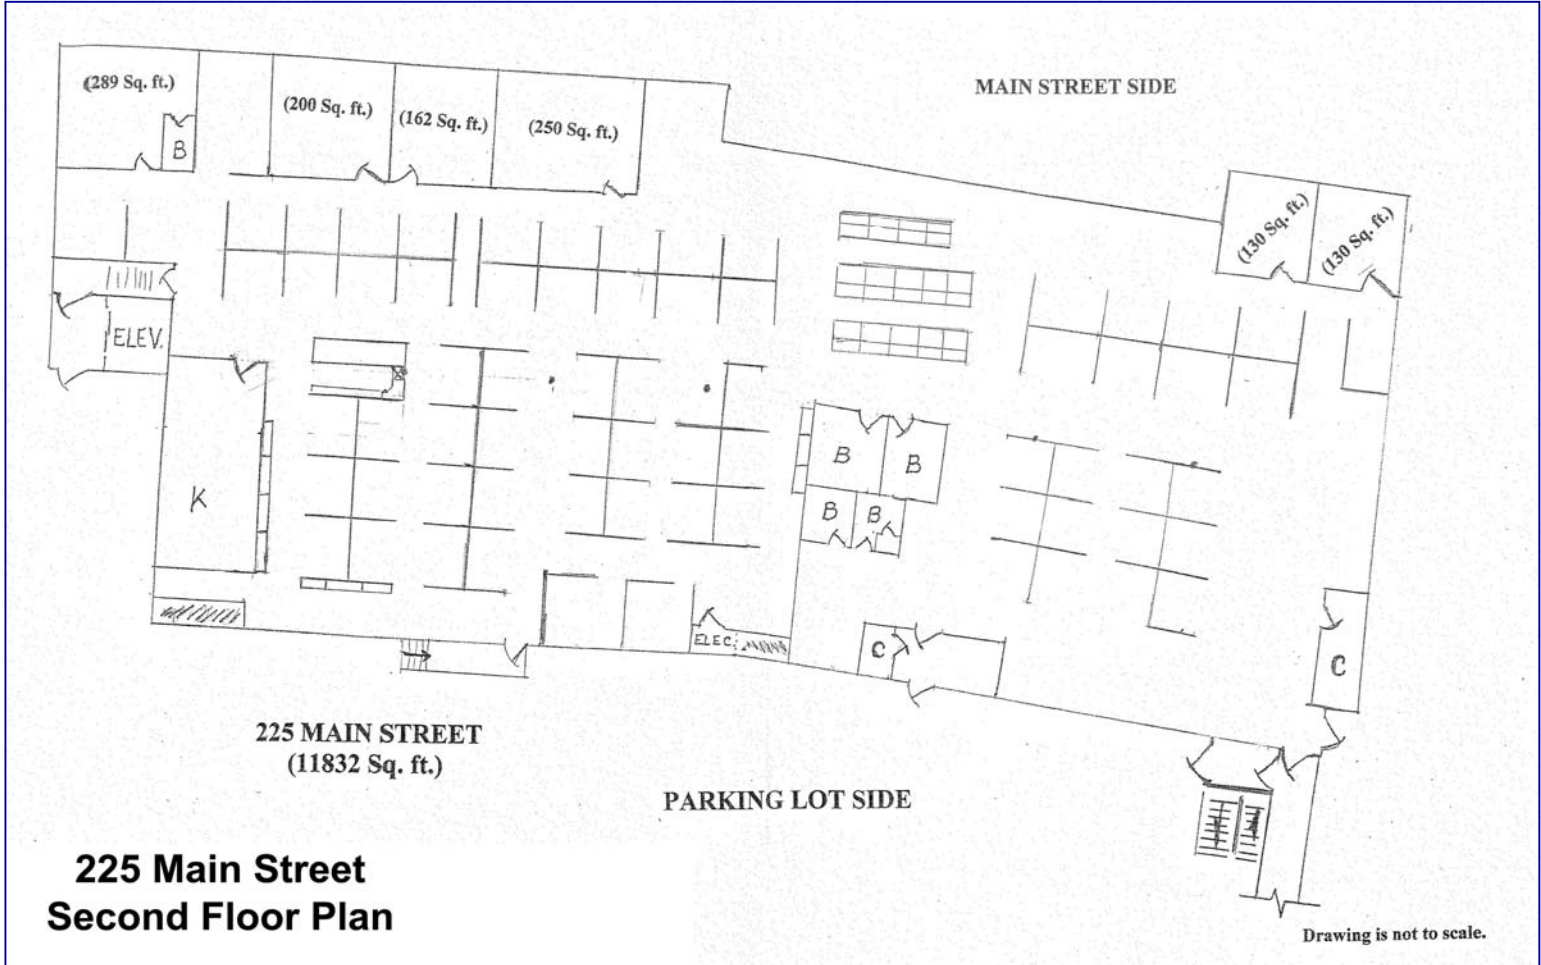 MAIN STREET SIDE
(289 Sq. ft.)
(200 Sq. ft.)
(162 Sq. ft.)
(250 Sq. ft.)
B
(130 Sq. ft.)
(130 Sq. ft.)
ELEV.
K
B
B
B
B
ELEC.
C
C
225 MAIN STREET
(11832 Sq. ft.)
PARKING LOT SIDE
225 Main Street
Second Floor Plan
Drawing is not to scale.